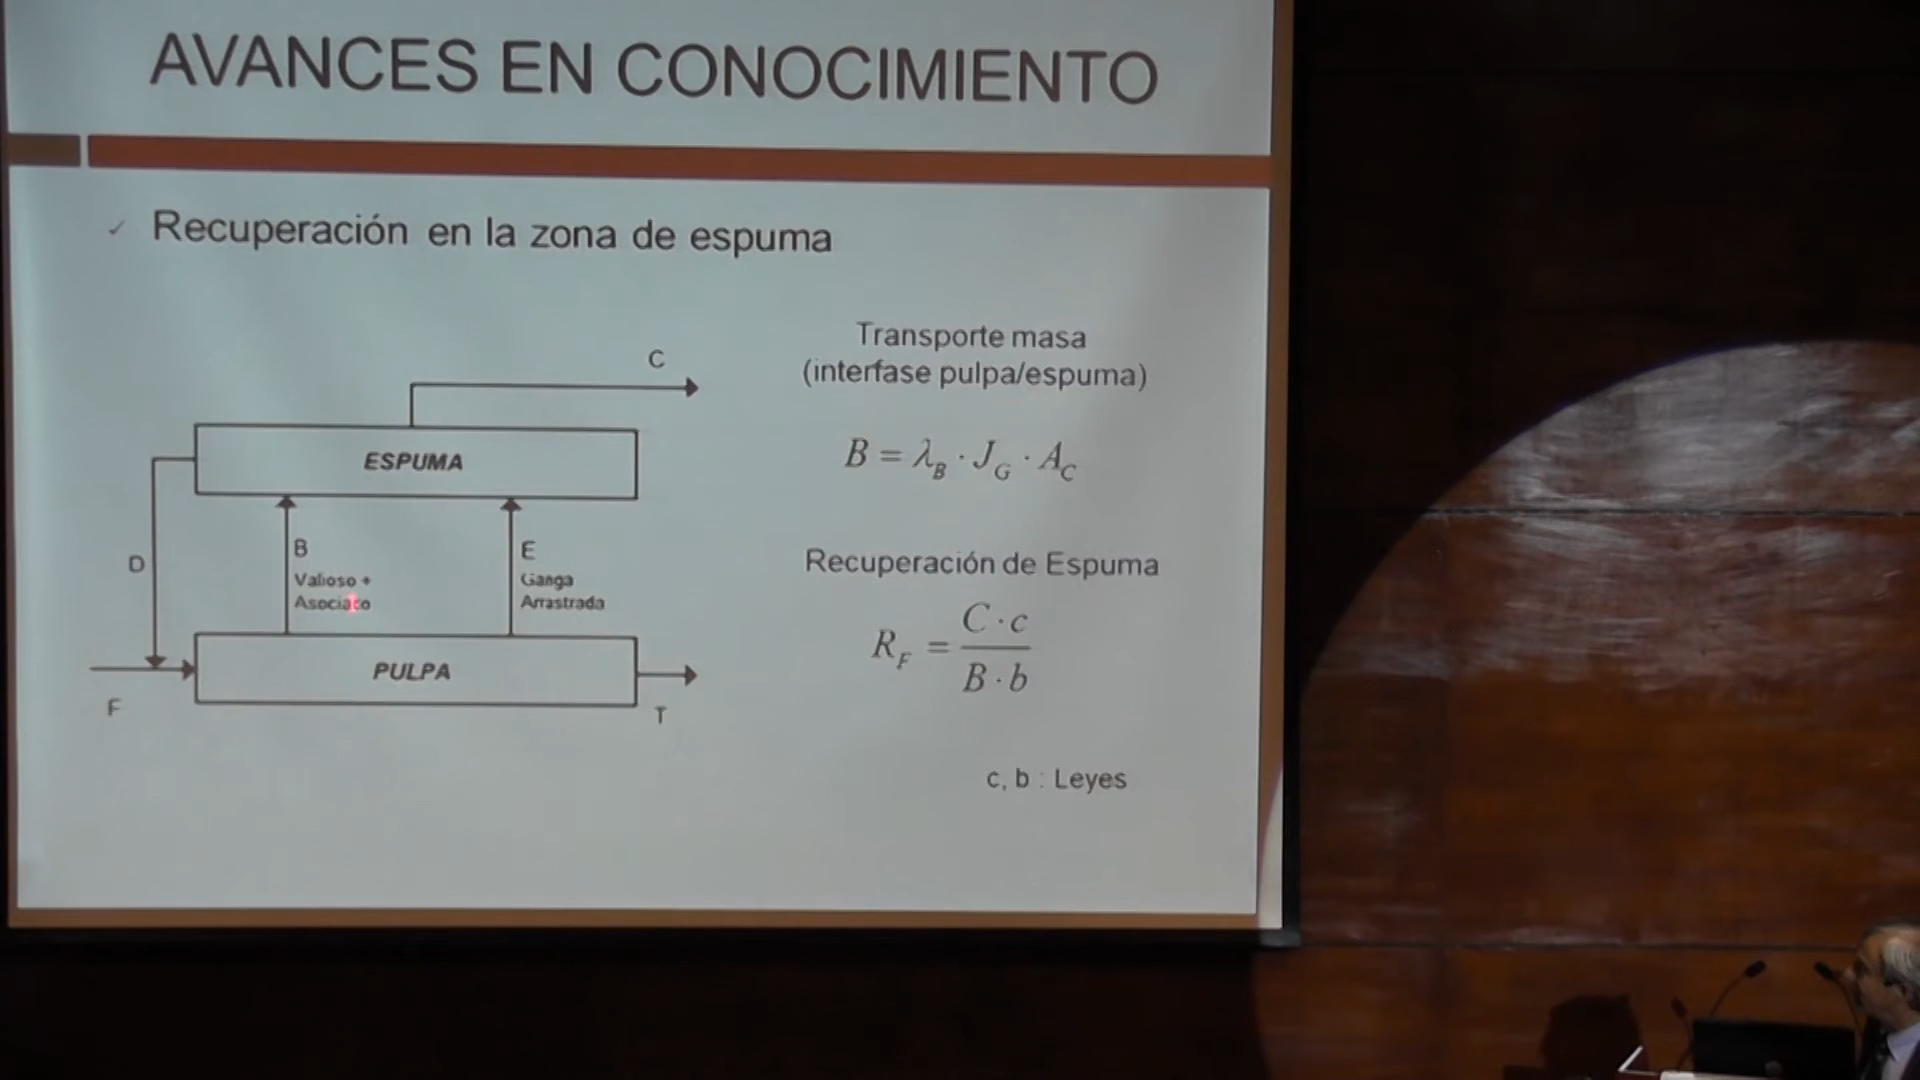 AVANCES EN CONOCIMIENTO
✓ Recuperación en la zona de espuma
Transporte masa
(interfase pulpa/espuma)
C
ESPUMA
B = λ_B · J_G · A_C
D
B
Valioso +
Asociado
E
Ganga
Arrastrada
Recuperación de Espuma
R_F = C · c / B · b
PULPA
F
T
c, b : Leyes